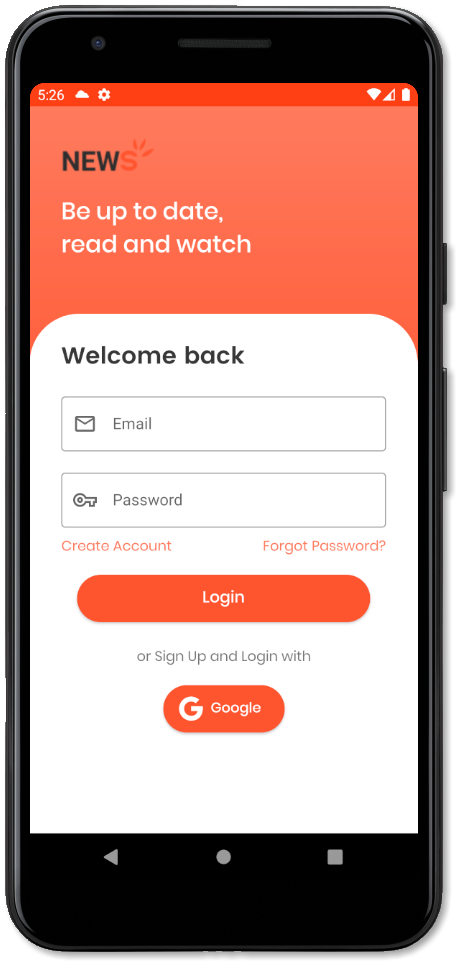 5:26
NEWS
Be up to date,
read and watch
Welcome back
Email
Password
Create Account
Forgot Password?
Login
or Sign Up and Login with
G Google